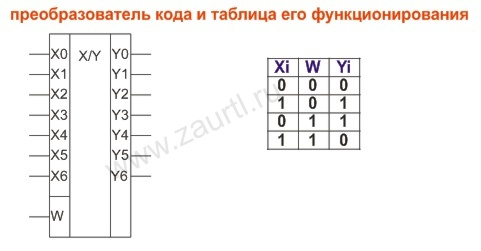 преобразователь кода и таблица его функционирования
X0 X/Y Y0
X1 Y1
X2 Y2
X3 Y3
X4 Y4
X5 Y5
X6 Y6
W
Xi W Yi
0 0 0
1 0 1
0 1 1
1 1 0
www.zaurtl.ru